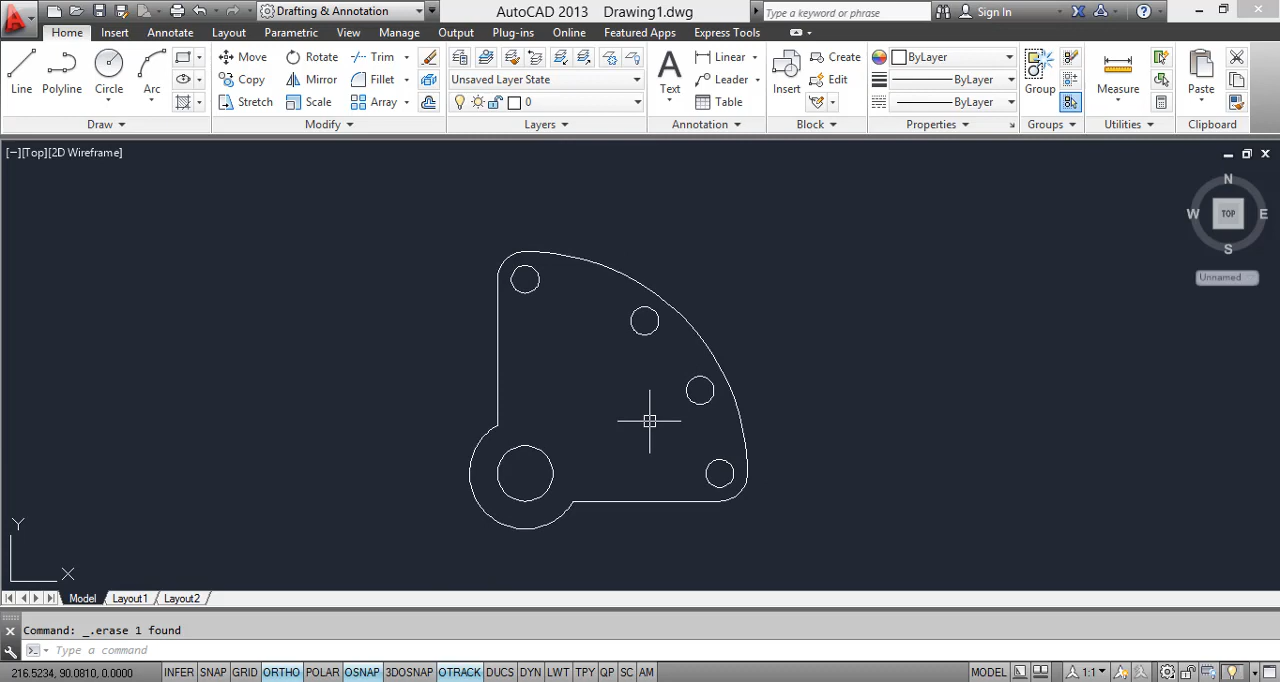 Drafting & Annotation
AutoCAD 2013 Drawing1.dwg
Type a keyword or phrase
Sign In
Home Insert Annotate Layout Parametric View Manage Output Plug-ins Online Featured Apps Express Tools
Line
Polyline
Circle
Arc
Draw
Move
Rotate
Trim
Copy
Mirror
Fillet
Stretch
Scale
Array
Modify
Unsaved Layer State
0
Layers
Text
Linear
Leader
Table
Annotation
Insert
Create
Edit
Block
ByLayer
ByLayer
ByLayer
Properties
Group
Groups
Measure
Utilities
Paste
Clipboard
[−][Top][2D Wireframe]
N
W
TOP
E
S
Unnamed
Y
X
Model Layout1 Layout2
Command: _.erase 1 found
Type a command
216.5234, 90.0810, 0.0000 INFER SNAP GRID ORTHO POLAR OSNAP 3DOSNAP OTRACK DUCS DYN LWT TPY QP SC AM MODEL 1:1